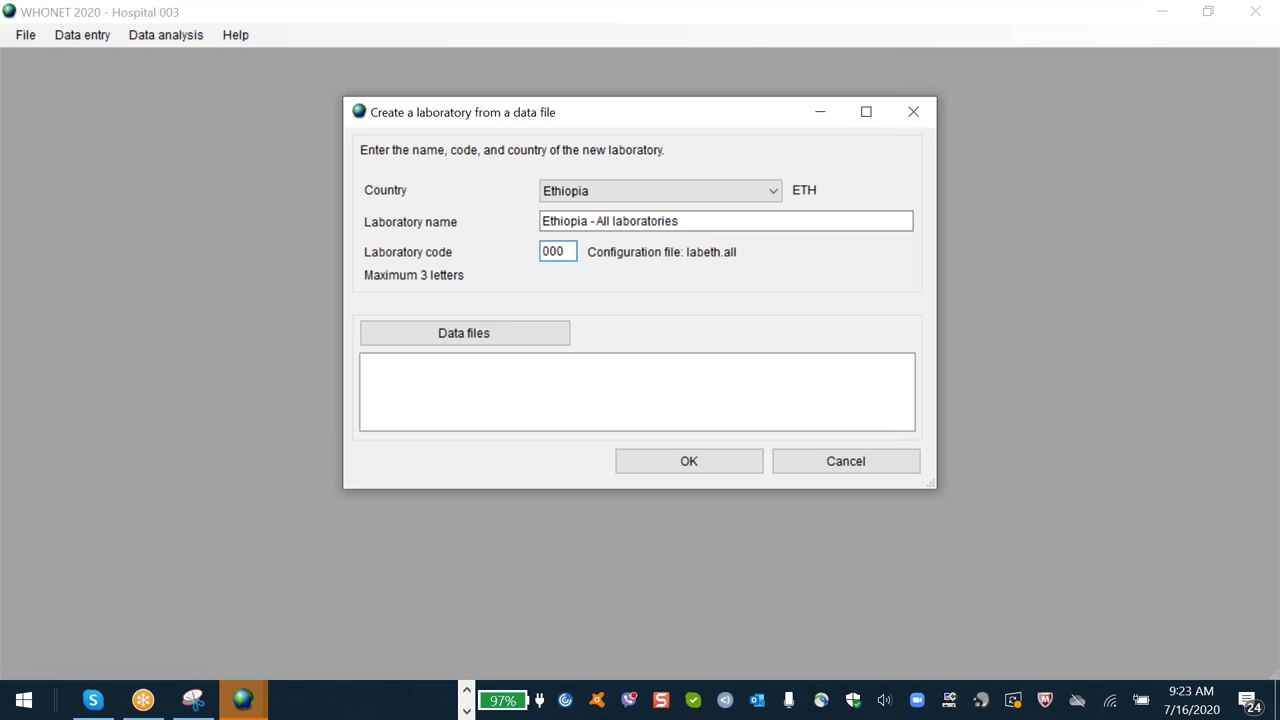 WHONET 2020 - Hospital 003
File Data entry Data analysis Help
Create a laboratory from a data file
Enter the name, code, and country of the new laboratory.
Country Ethiopia ETH
Laboratory name Ethiopia - All laboratories
Laboratory code 000 Configuration file: labeth.all
Maximum 3 letters
Data files
OK Cancel
97%
9:23 AM
7/16/2020
24